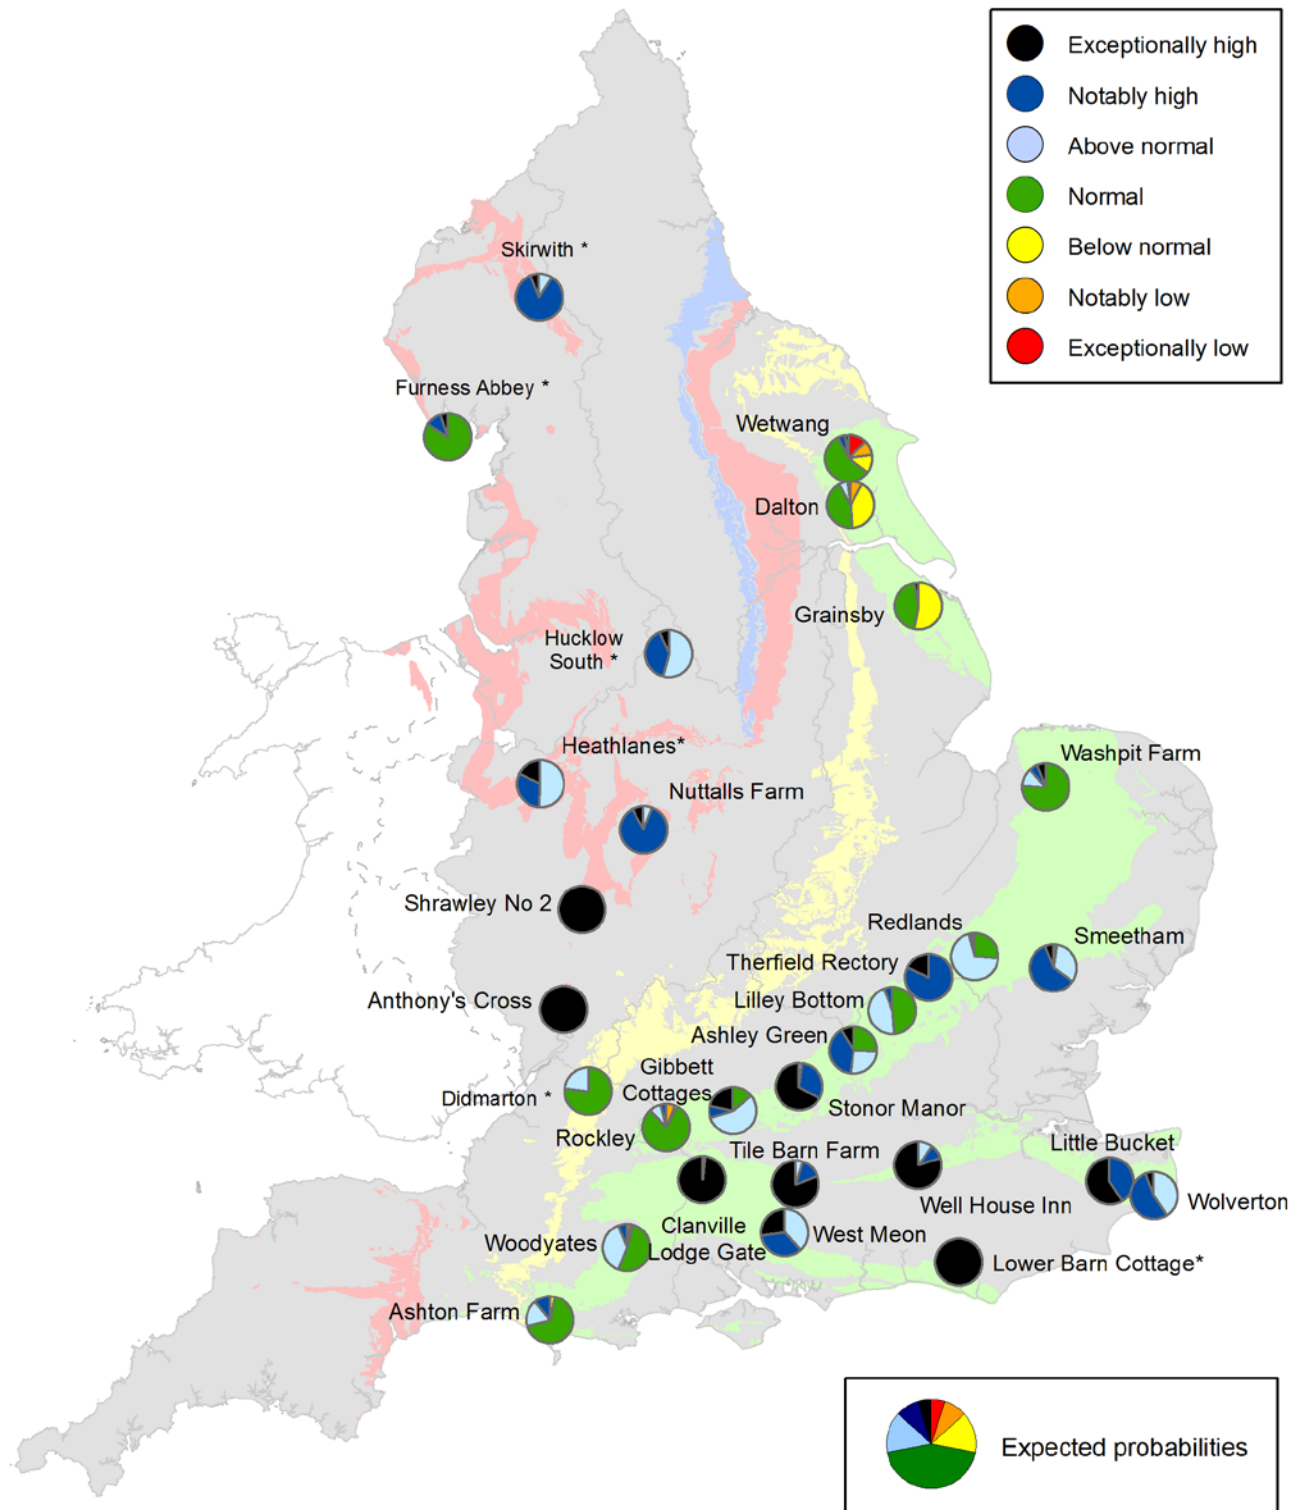 Exceptionally high
Notably high
Above normal
Normal
Below normal
Notably low
Exceptionally low
Skirwith *
Furness Abbey *
Wetwang
Dalton
Grainsby
Hucklow
South *
Heathlanes*
Nuttalls Farm
Washpit Farm
Shrawley No 2
Redlands
Smeetham
Therfield Rectory
Anthony's Cross
Lilley Bottom
Ashley Green
Gibbett
Cottages
Didmarton *
Stonor Manor
Rockley
Tile Barn Farm
Little Bucket
Well House Inn
Wolverton
Clanville
Lodge Gate
West Meon
Woodyates
Lower Barn Cottage*
Ashton Farm
Expected probabilities